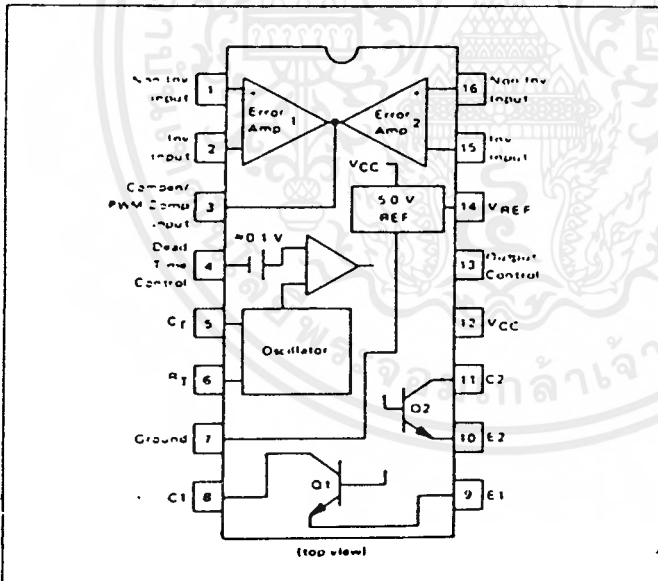 Non Inv
Input
1
2
Inv
Input
Compen/
PWM Comp
Input
3
Dead
Time
Control
4
≈0.1 V
CT
5
RT
6
Ground
7
C1
8
Error
Amp
1
Error
Amp
2
VCC
5.0 V
REF
Oscillator
Q2
Q1
16
Non Inv
Input
15
Inv
Input
14
VREF
13
Output
Control
12
VCC
11
C2
10
E2
9
E1
(top view)